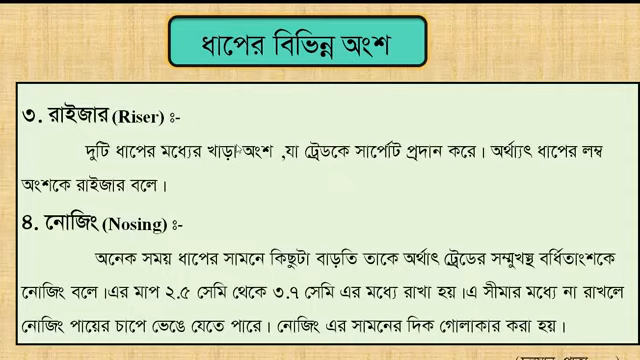 ধাপের বিভিন্ন অংশ
৩. রাইজার (Riser) ঃ-
দুটি ধাপের মধ্যের খাড়া অংশ ,যা ট্রেডকে সার্পোট প্রদান করে। অর্থ্যাৎ ধাপের লম্ব
অংশকে রাইজার বলে।
৪. নোজিং (Nosing) ঃ-
অনেক সময় ধাপের সামনে কিছুটা বাড়তি তাকে অর্থাৎ ট্রেডের সম্মুখস্থ বর্ধিতাংশকে
নোজিং বলে।এর মাপ ২.৫ সেমি থেকে ৩.৭ সেমি এর মধ্যে রাখা হয়।এ সীমার মধ্যে না রাখলে
নোজিং পায়ের চাপে ভেঙে যেতে পারে। নোজিং এর সামনের দিক গোলাকার করা হয়।